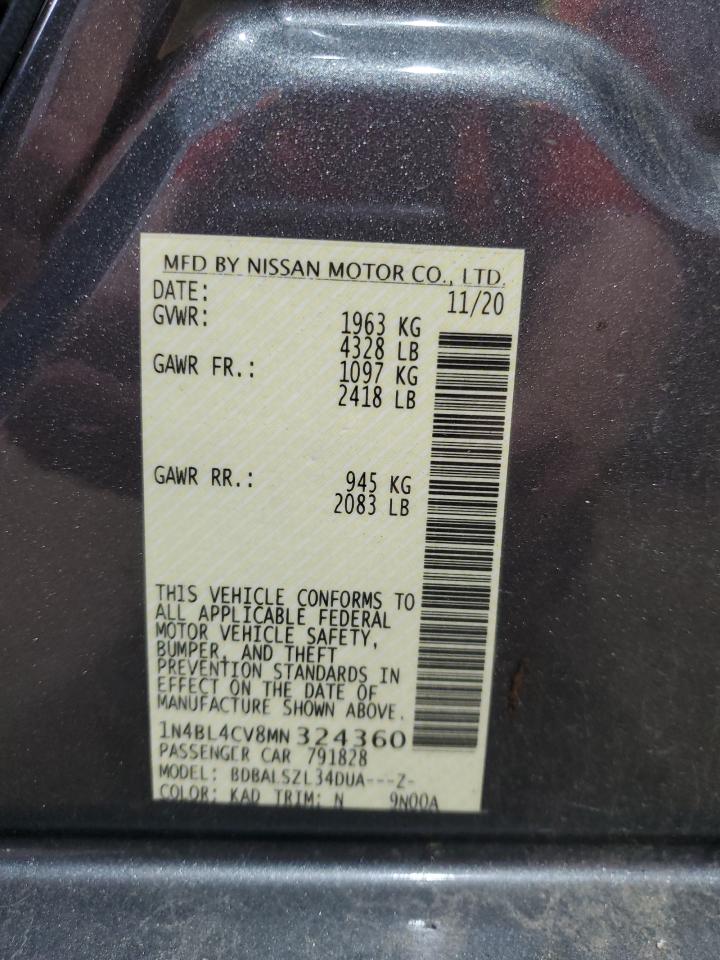 MFD BY NISSAN MOTOR CO., LTD.
DATE: 11/20
GVWR: 1963 KG
4328 LB
GAWR FR.: 1097 KG
2418 LB
GAWR RR.: 945 KG
2083 LB
THIS VEHICLE CONFORMS TO
ALL APPLICABLE FEDERAL
MOTOR VEHICLE SAFETY,
BUMPER, AND THEFT
PREVENTION STANDARDS IN
EFFECT ON THE DATE OF
MANUFACTURE SHOWN ABOVE.
1N4BL4CV8MN324360
PASSENGER CAR 791828
MODEL: BDBALSZL34DUA---Z-
COLOR: KAD TRIM: N 9N00A